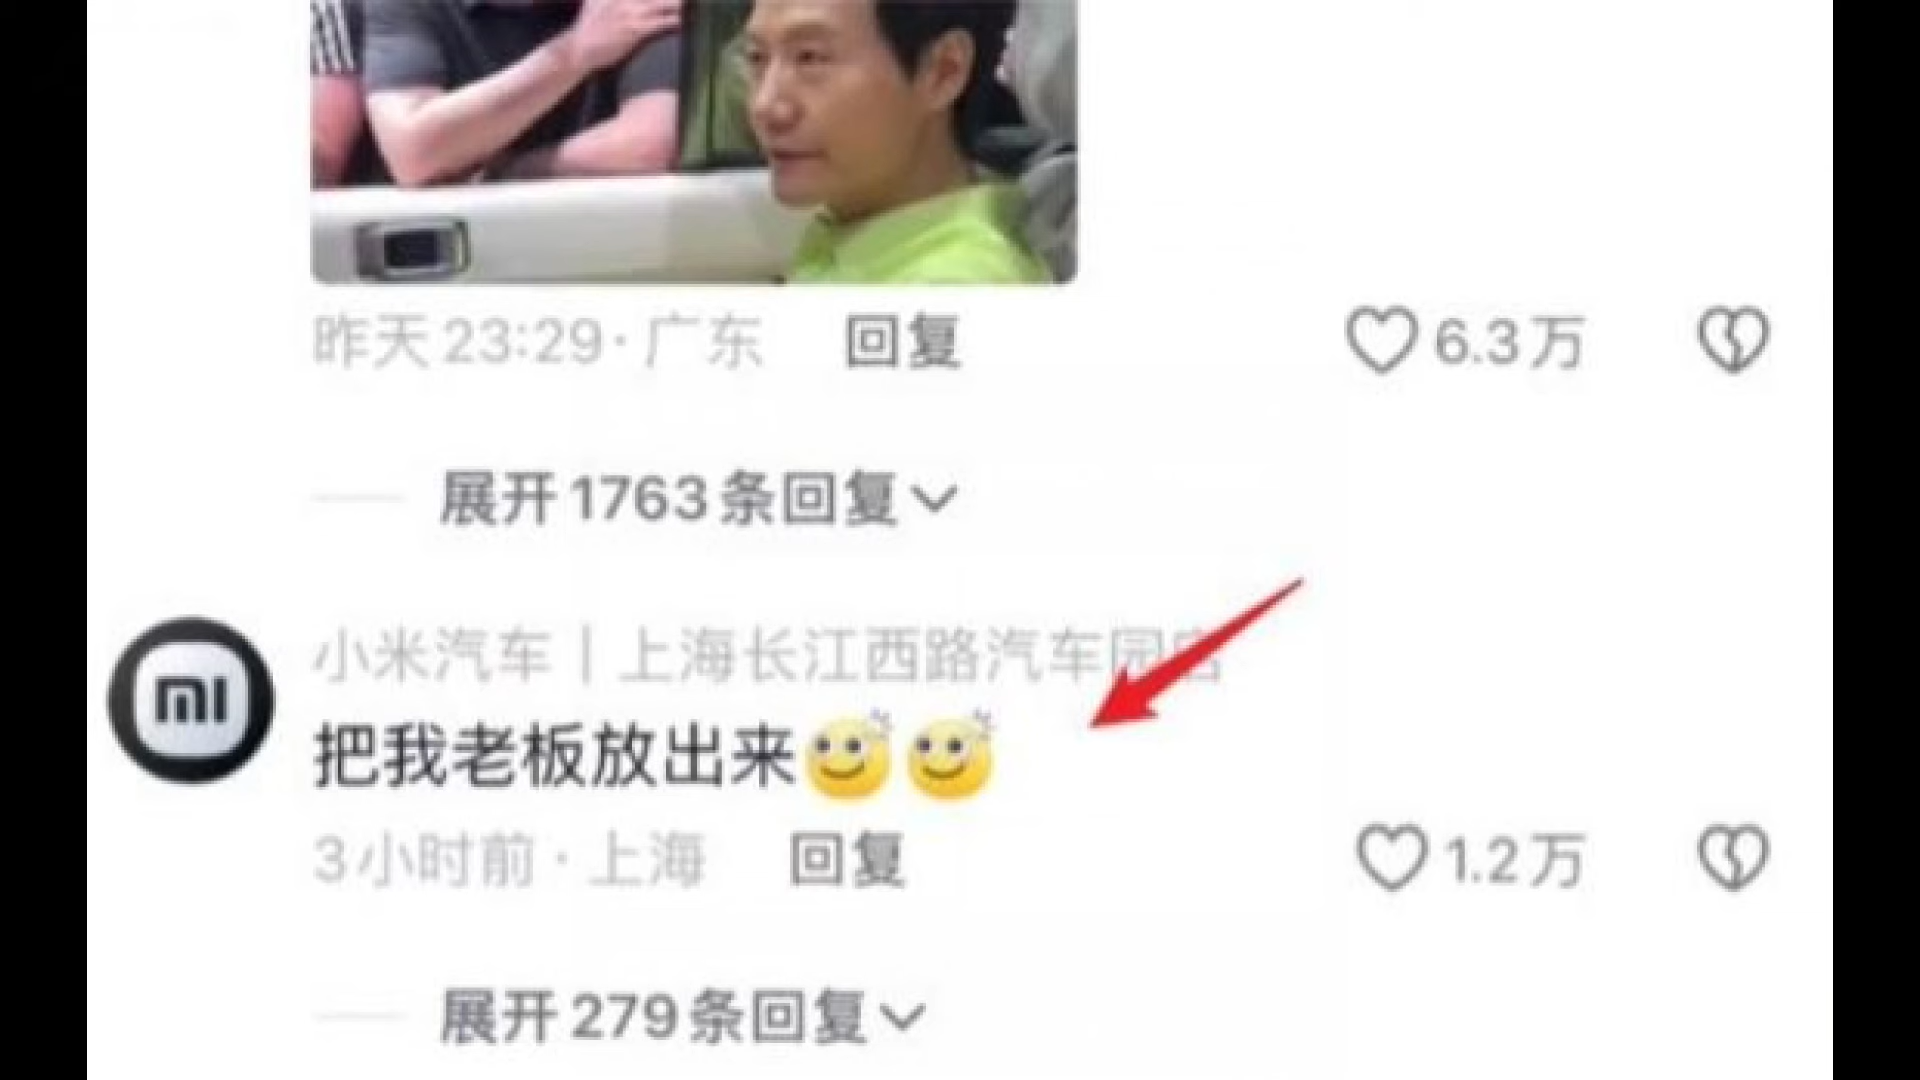 昨天23:29·广东 回复 6.3万
展开1763条回复
mı
小米汽车|上海长江西路汽车园
把我老板放出来
3小时前·上海 回复 1.2万
展开279条回复